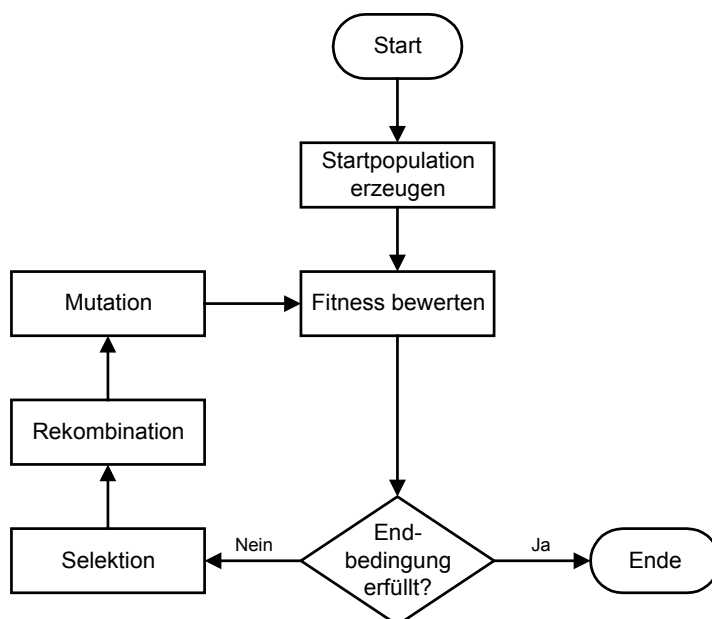 Start
Startpopulation
erzeugen
Mutation
Fitness bewerten
Rekombination
Selektion
Nein
End-
bedingung
erfüllt?
Ja
Ende